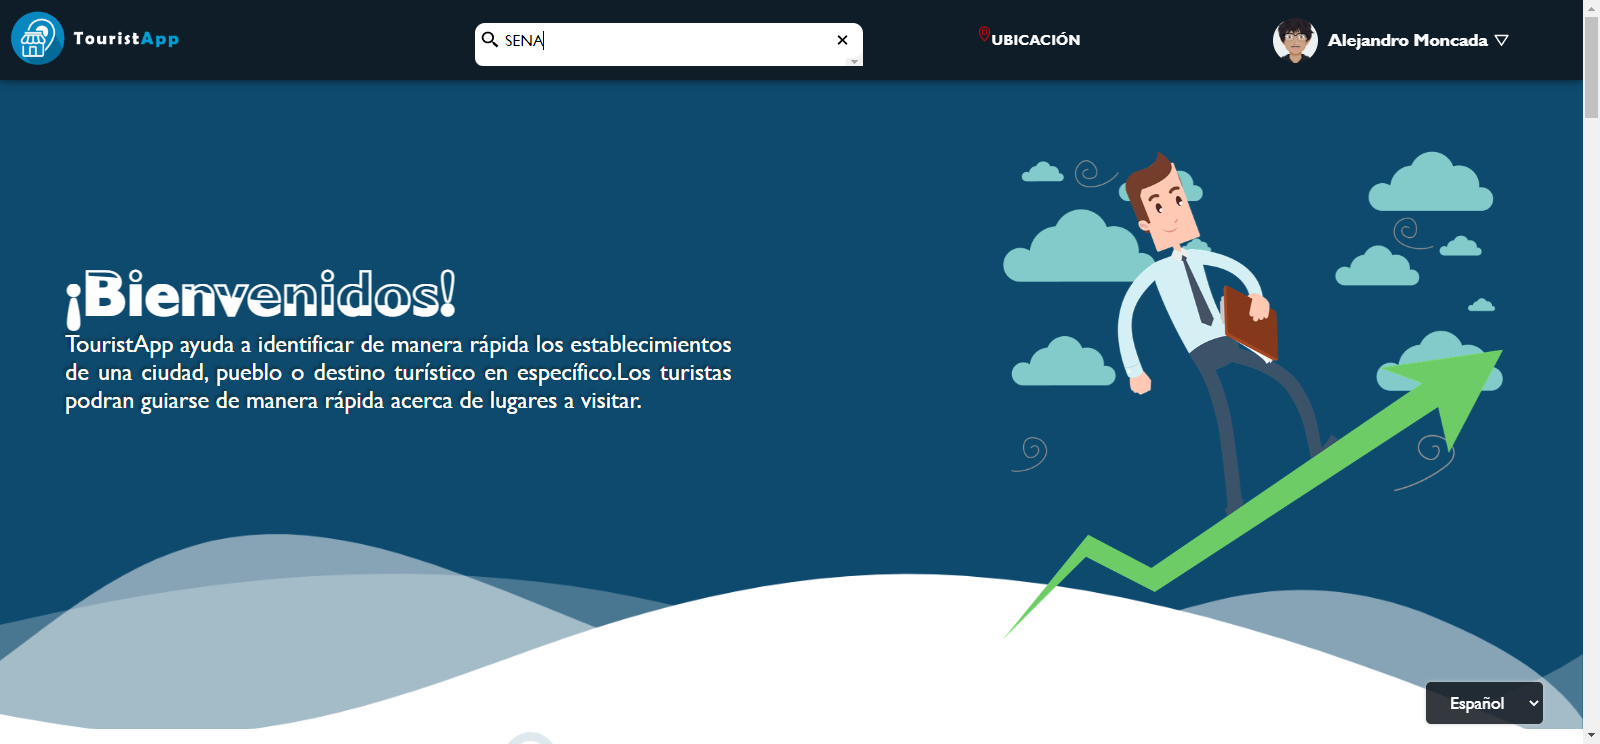 TouristApp
SENA
UBICACIÓN
Alejandro Moncada
¡Bienvenidos!
TouristApp ayuda a identificar de manera rápida los establecimientos
de una ciudad, pueblo o destino turístico en específico.Los turistas
podran guiarse de manera rápida acerca de lugares a visitar.
Español